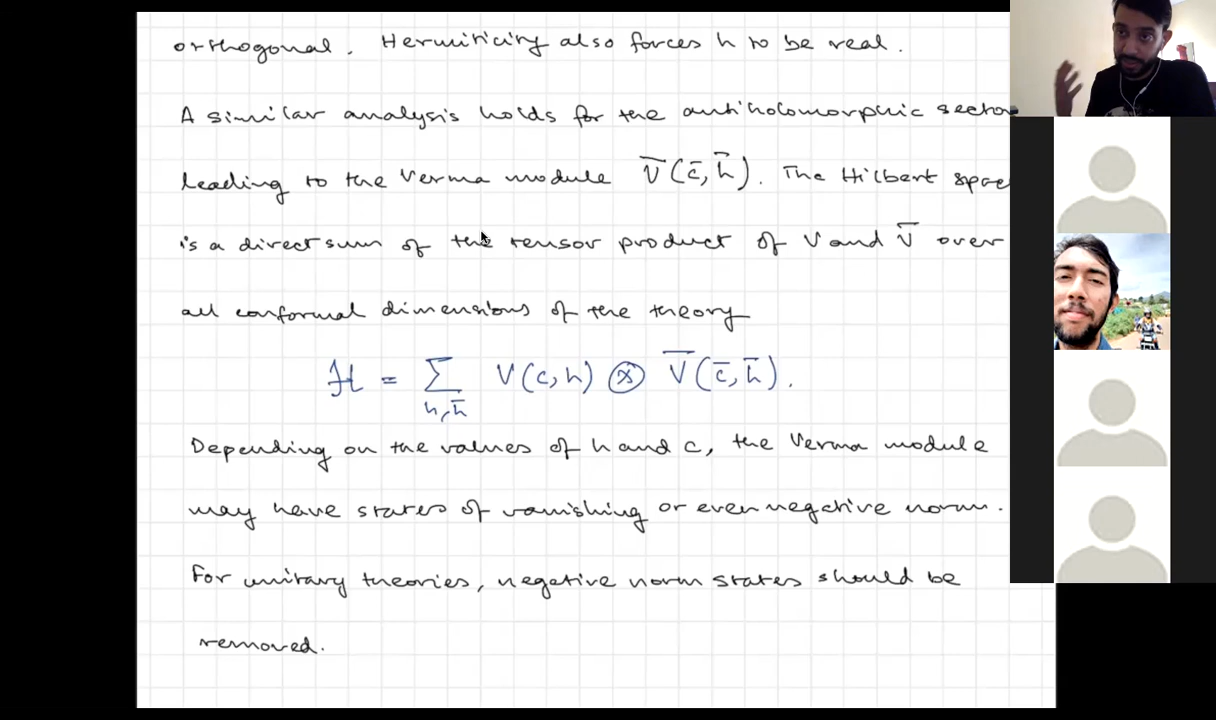 orthogonal. Hermiticity also forces h to be real.
A similar analysis holds for the antiholomorphic sector
leading to the Verma module V̅(c̅, h̅). The Hilbert space
is a direct sum of the tensor product of V and V̅ over
all conformal dimensions of the theory
ℋ = ∑ V(c, h) ⊗ V̅(c̅, h̅).
h, h̅
Depending on the values of h and c, the Verma module
may have states of vanishing or even negative norm.
For unitary theories, negative norm states should be
removed.